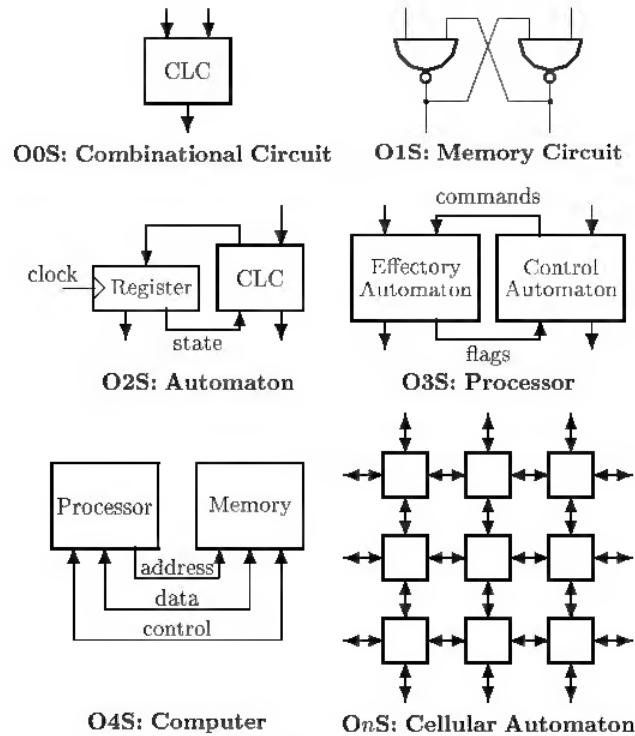 CLC
O0S: Combinational Circuit
O1S: Memory Circuit
clock
Register
CLC
state
O2S: Automaton
commands
Effectory
Automaton
Control
Automaton
flags
O3S: Processor
Processor
Memory
address
data
control
O4S: Computer
OnS: Cellular Automaton